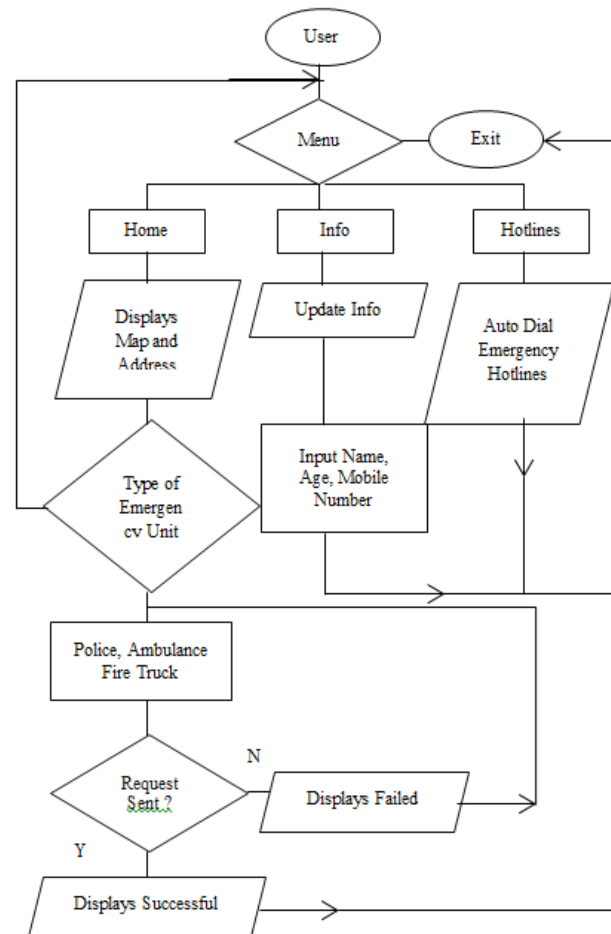 User
Menu
Exit
Home
Info
Hotlines
Displays
Map and
Address
Update Info
Auto Dial
Emergency
Hotlines
Type of
Emergen
cy Unit
Input Name,
Age, Mobile
Number
Police, Ambulance
Fire Truck
Request
Sent ?
N
Displays Failed
Y
Displays Successful